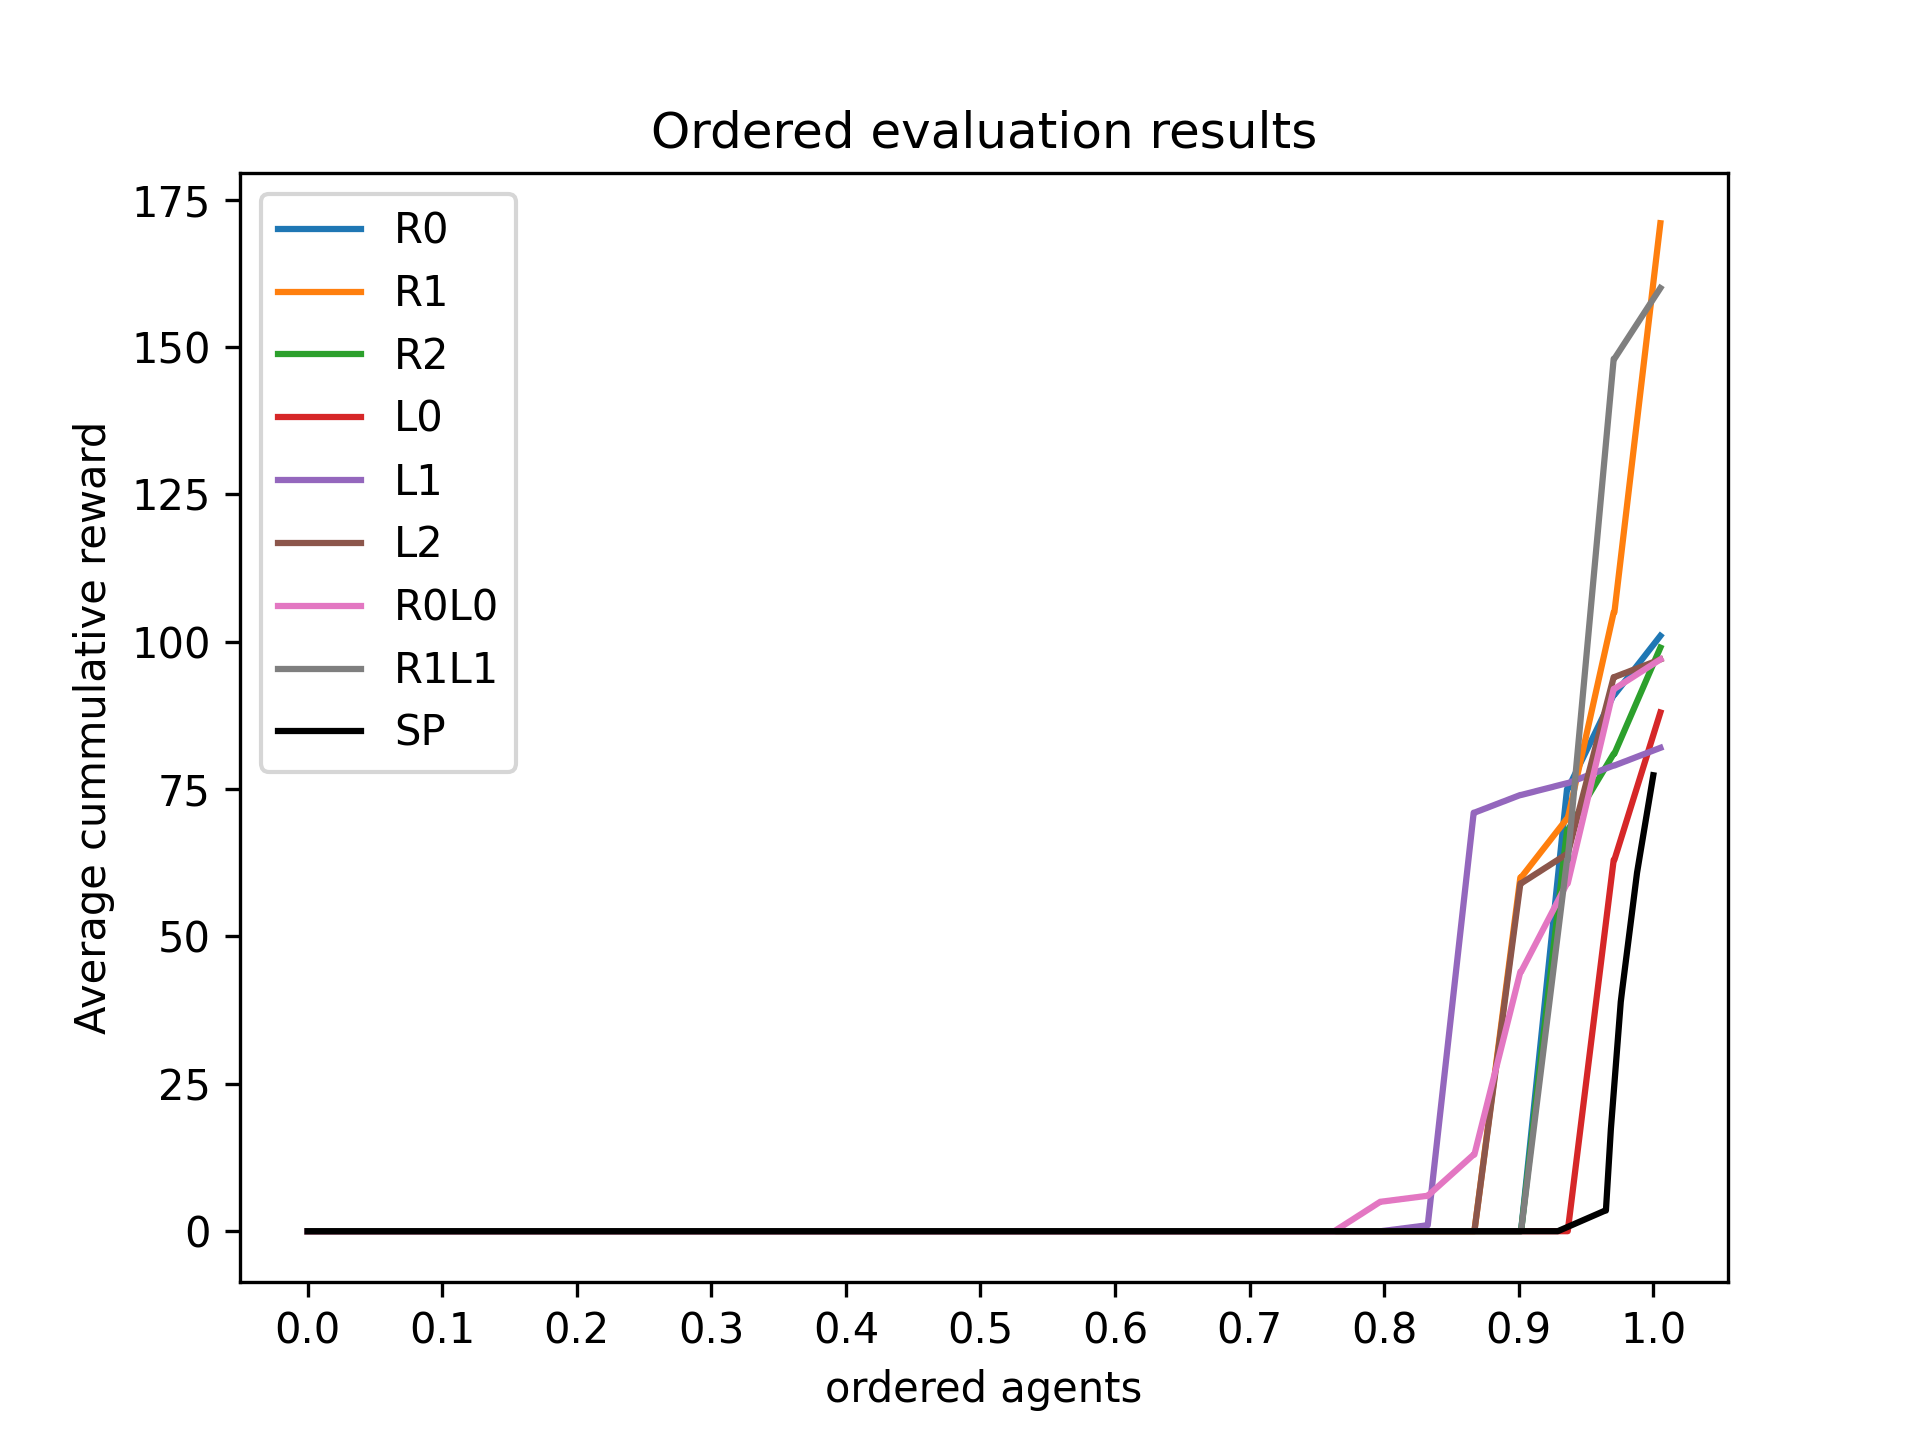 Ordered evaluation results
175
150
125
100
75
50
25
0
Average cummulative reward
R0
R1
R2
L0
L1
L2
R0L0
R1L1
SP
0.0 0.1 0.2 0.3 0.4 0.5 0.6 0.7 0.8 0.9 1.0
ordered agents